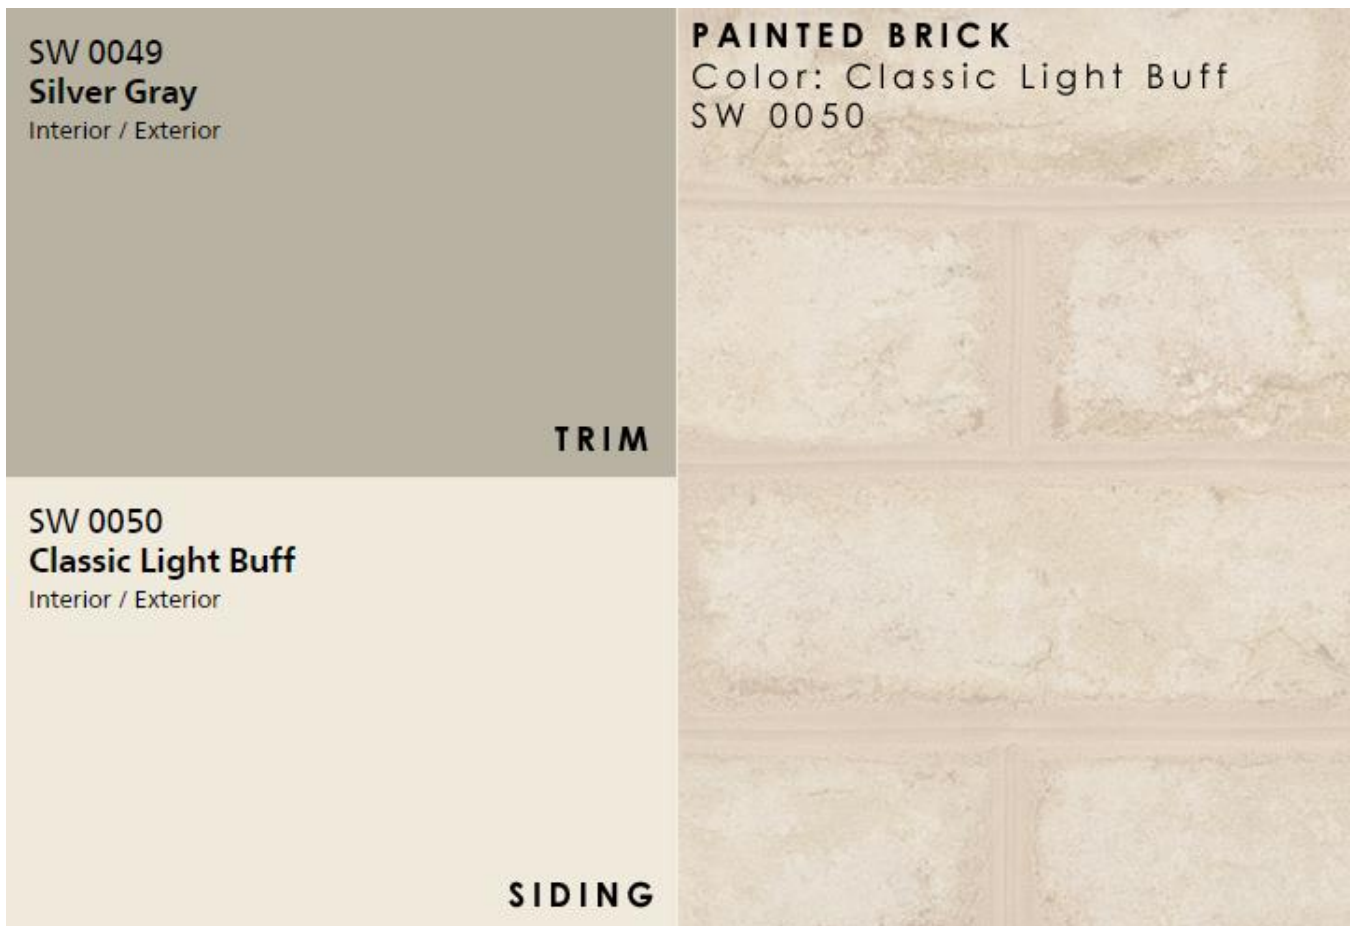 SW 0049
Silver Gray
Interior / Exterior
TRIM
SW 0050
Classic Light Buff
Interior / Exterior
SIDING
PAINTED BRICK
Color: Classic Light Buff
SW 0050